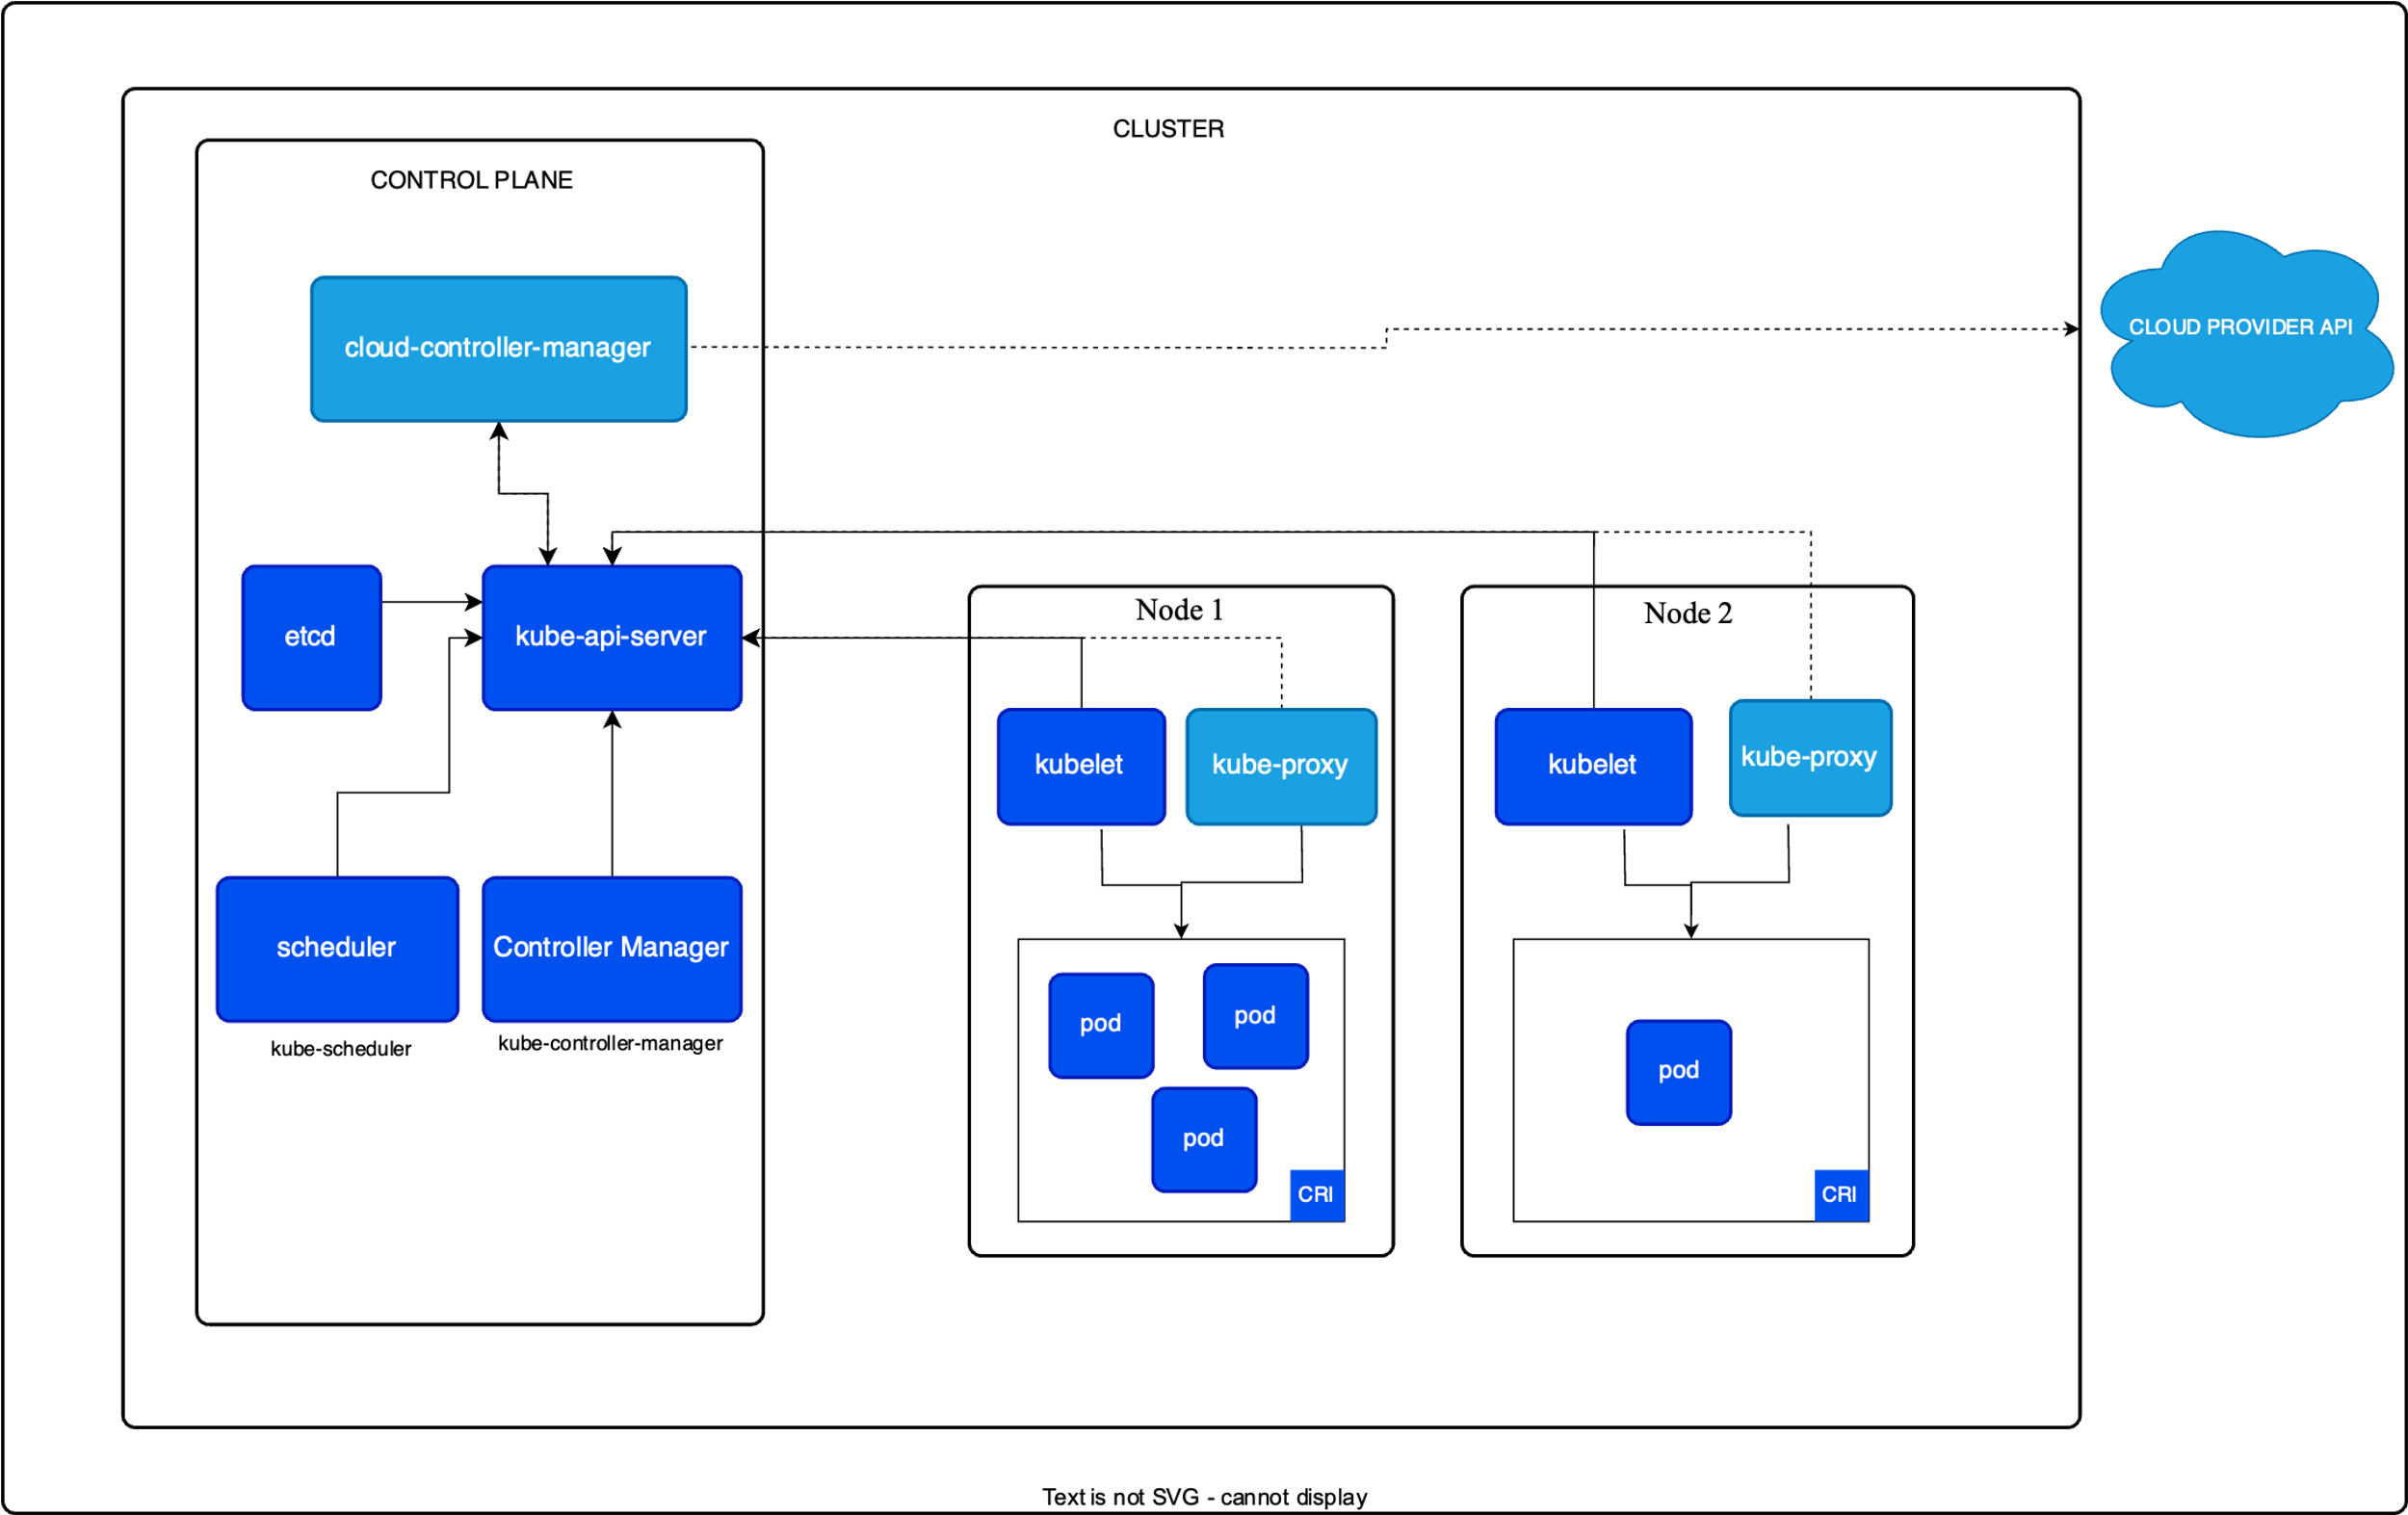 CLUSTER
CONTROL PLANE
cloud-controller-manager
CLOUD PROVIDER API
etcd
kube-api-server
scheduler
kube-scheduler
Controller Manager
kube-controller-manager
Node 1
kubelet
kube-proxy
pod
pod
pod
CRI
Node 2
kubelet
kube-proxy
pod
CRI
Text is not SVG - cannot display